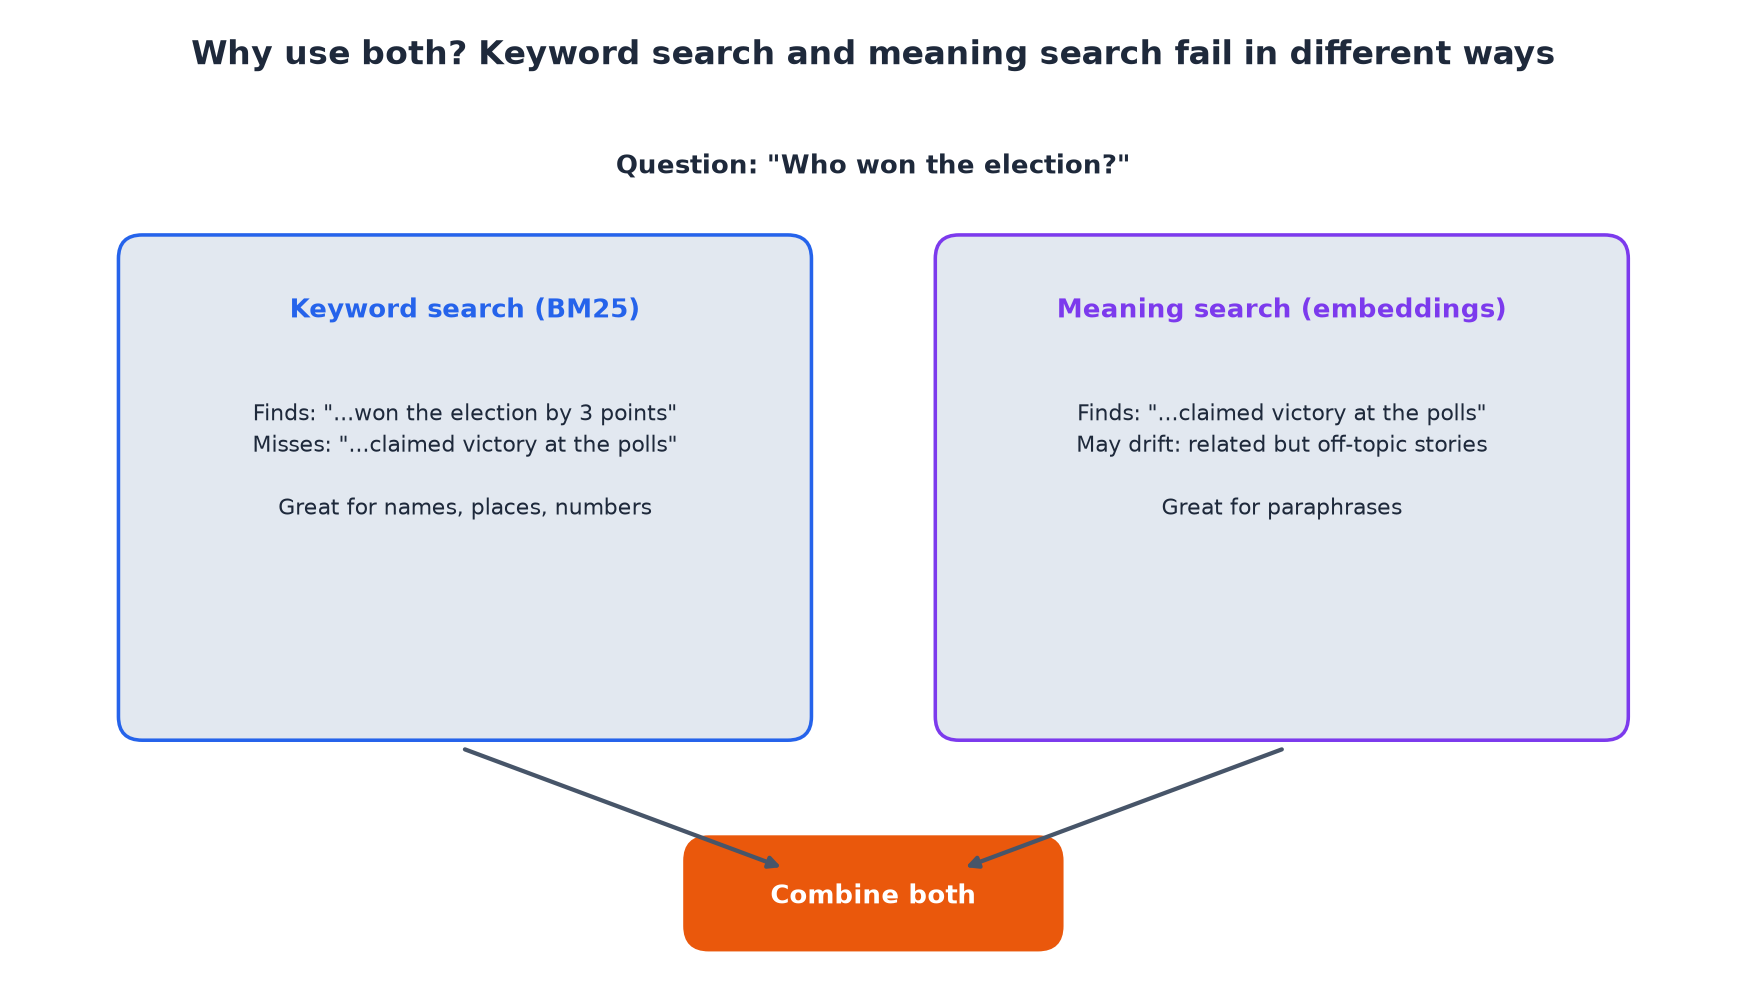 Why use both? Keyword search and meaning search fail in different ways
Question: "Who won the election?"
Keyword search (BM25)
Finds: "...won the election by 3 points"
Misses: "...claimed victory at the polls"
Great for names, places, numbers
Meaning search (embeddings)
Finds: "...claimed victory at the polls"
May drift: related but off-topic stories
Great for paraphrases
Combine both